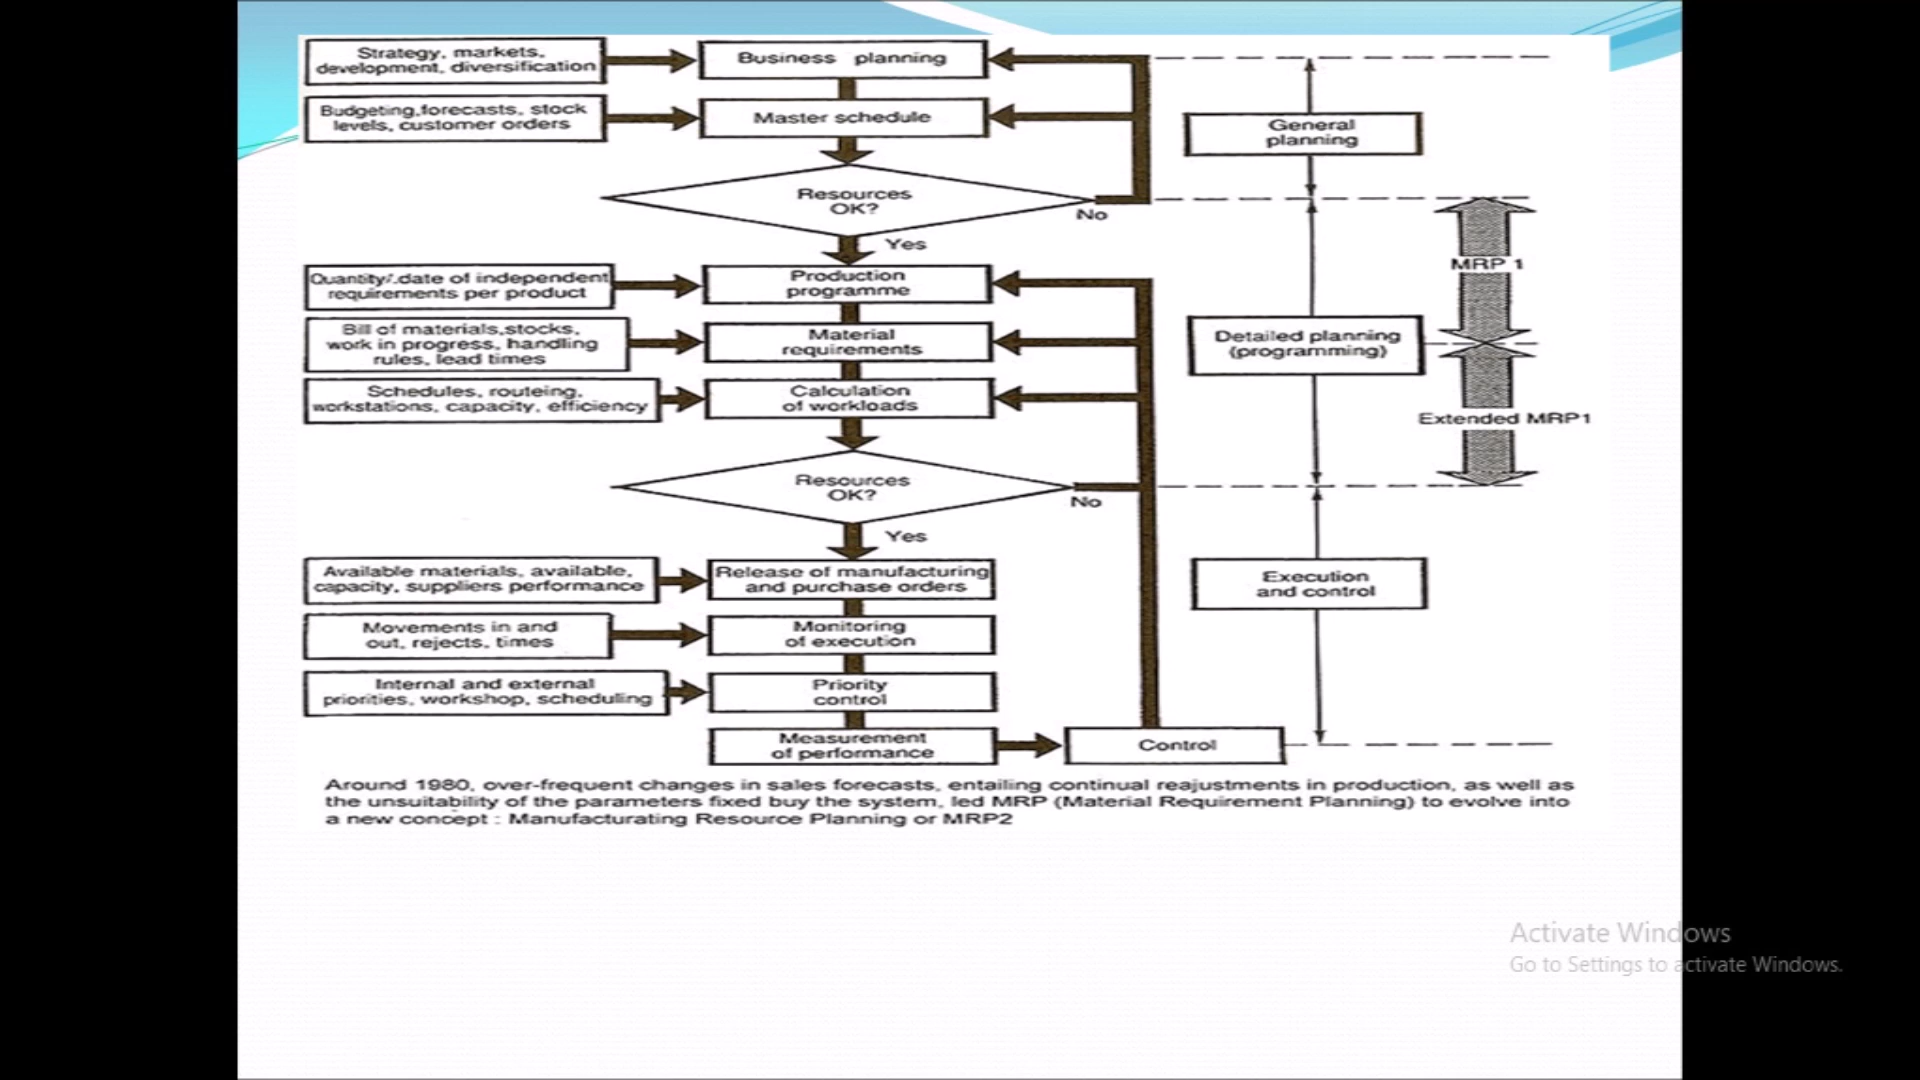 Strategy, markets,
development, diversification
Business planning
Budgeting,forecasts, stock
levels, customer orders
Master schedule
General
planning
Resources
OK?
No
Yes
Quantity/.date of independent
requirements per product
Production
programme
MRP 1
Bill of materials,stocks,
work in progress, handling
rules, lead times
Material
requirements
Detailed planning
(programming)
Schedules, routeing,
workstations, capacity, efficiency
Calculation
of workloads
Extended MRP1
Resources
OK?
No
Yes
Available materials, available,
capacity, suppliers performance
Release of manufacturing
and purchase orders
Execution
and control
Movements in and
out, rejects, times
Monitoring
of execution
Internal and external
priorities, workshop, scheduling
Priority
control
Measurement
of performance
Control
Around 1980, over-frequent changes in sales forecasts, entailing continual reajustments in production, as well as
the unsuitability of the parameters fixed buy the system, led MRP (Material Requirement Planning) to evolve into
a new concept : Manufacturating Resource Planning or MRP2
Activate Windows
Go to Settings to activate Windows.